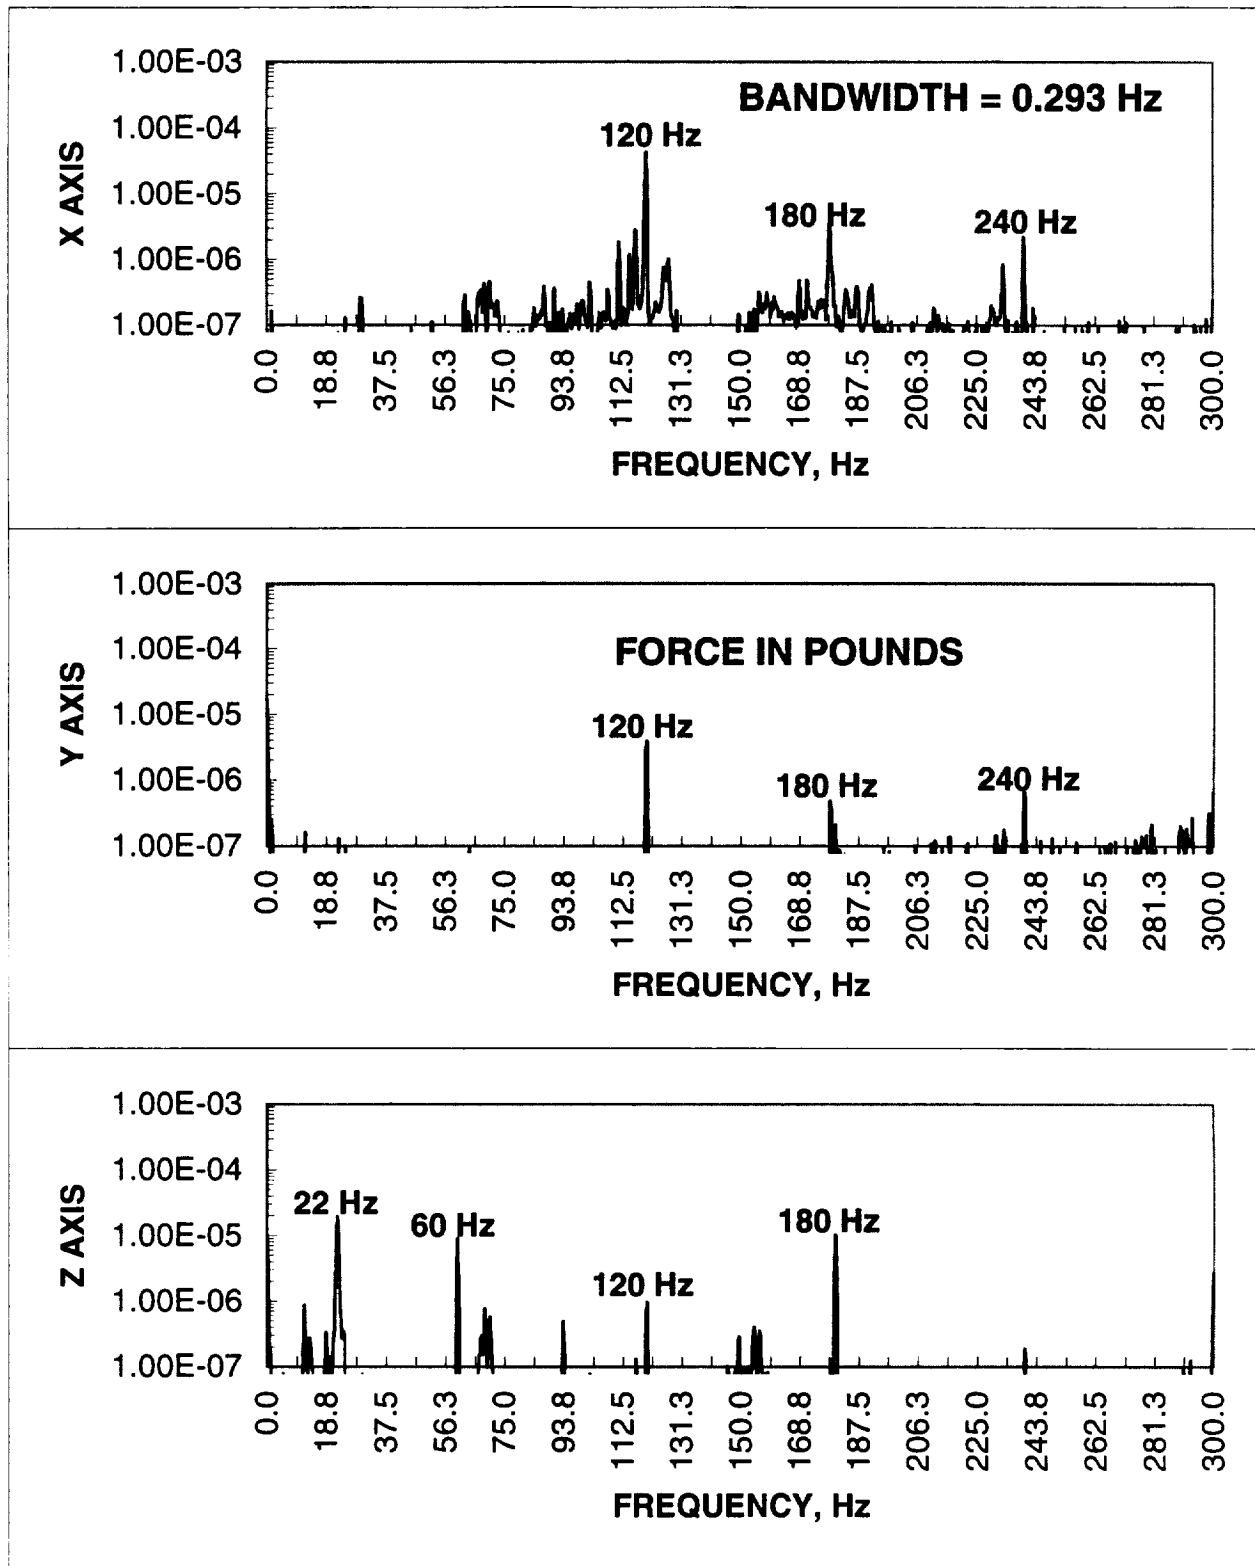 1.00E-03
BANDWIDTH = 0.293 Hz
1.00E-04
120 Hz
X AXIS
1.00E-05
180 Hz
240 Hz
1.00E-06
1.00E-07
0.0 18.8 37.5 56.3 75.0 93.8 112.5 131.3 150.0 168.8 187.5 206.3 225.0 243.8 262.5 281.3 300.0
FREQUENCY, Hz
1.00E-03
1.00E-04
FORCE IN POUNDS
Y AXIS
1.00E-05
120 Hz
1.00E-06
180 Hz
240 Hz
1.00E-07
0.0 18.8 37.5 56.3 75.0 93.8 112.5 131.3 150.0 168.8 187.5 206.3 225.0 243.8 262.5 281.3 300.0
FREQUENCY, Hz
1.00E-03
1.00E-04
Z AXIS
22 Hz
60 Hz
180 Hz
1.00E-05
120 Hz
1.00E-06
1.00E-07
0.0 18.8 37.5 56.3 75.0 93.8 112.5 131.3 150.0 168.8 187.5 206.3 225.0 243.8 262.5 281.3 300.0
FREQUENCY, Hz